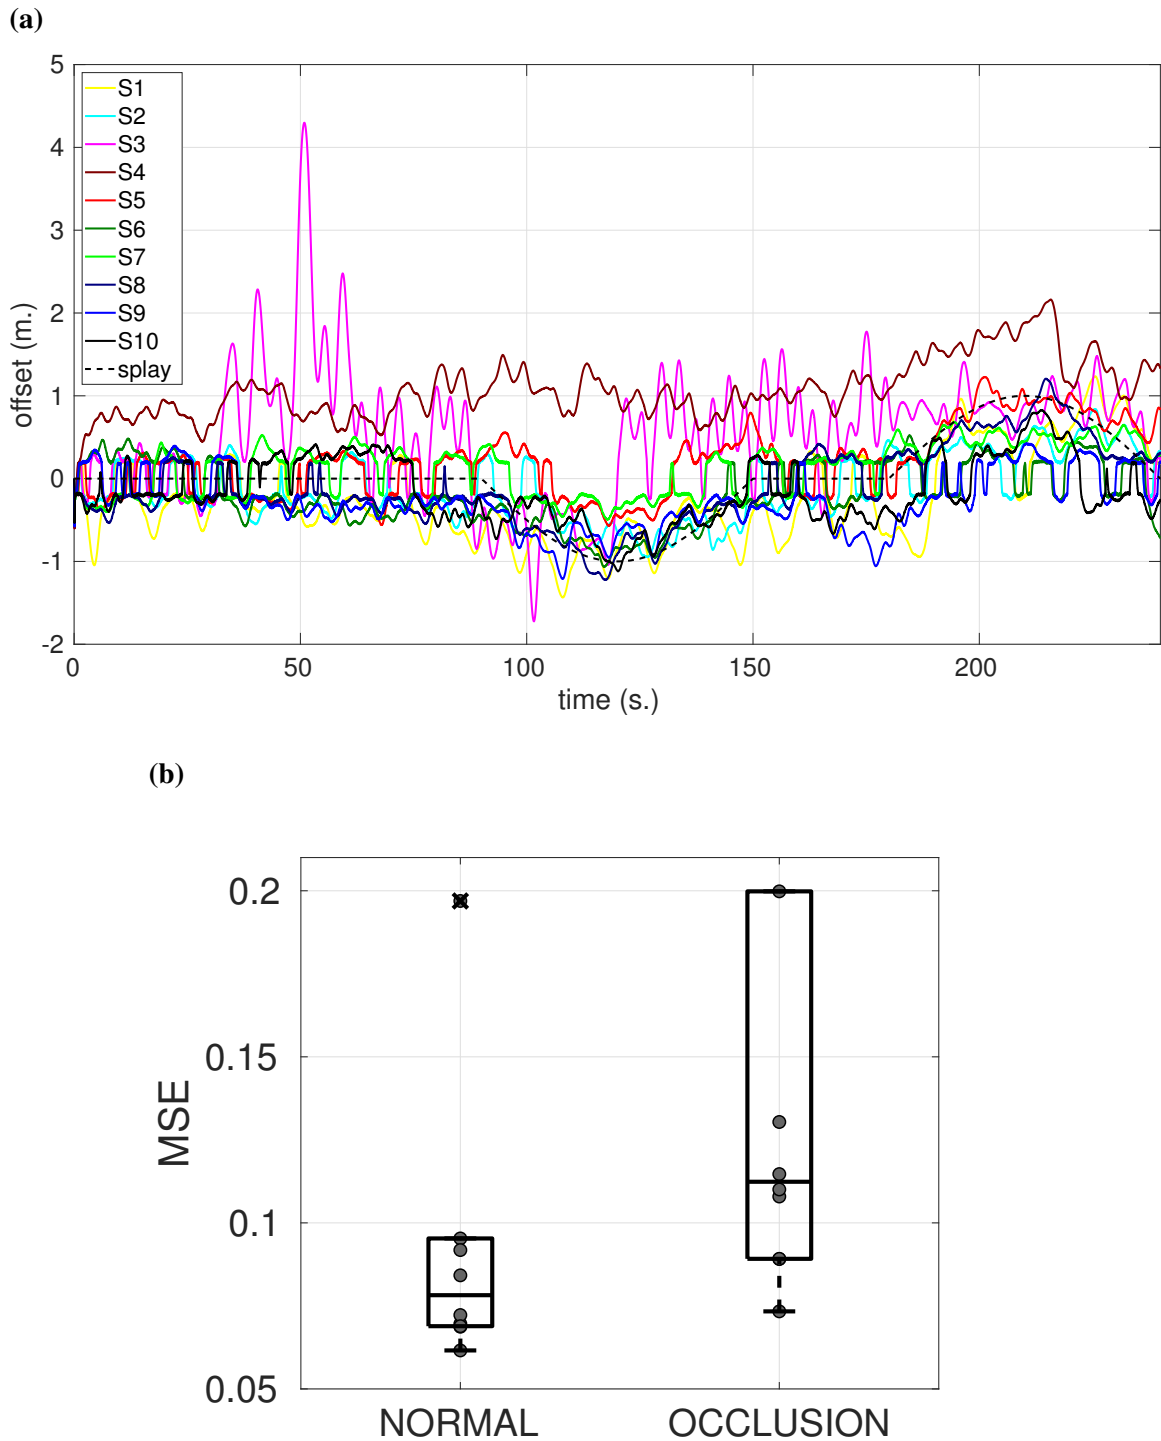 (a)
5
4
3
2
1
0
-1
-2
offset (m.)
S1
S2
S3
S4
S5
S6
S7
S8
S9
S10
splay
0
50
100
150
200
time (s.)
(b)
0.2
0.15
0.1
0.05
MSE
NORMAL
OCCLUSION